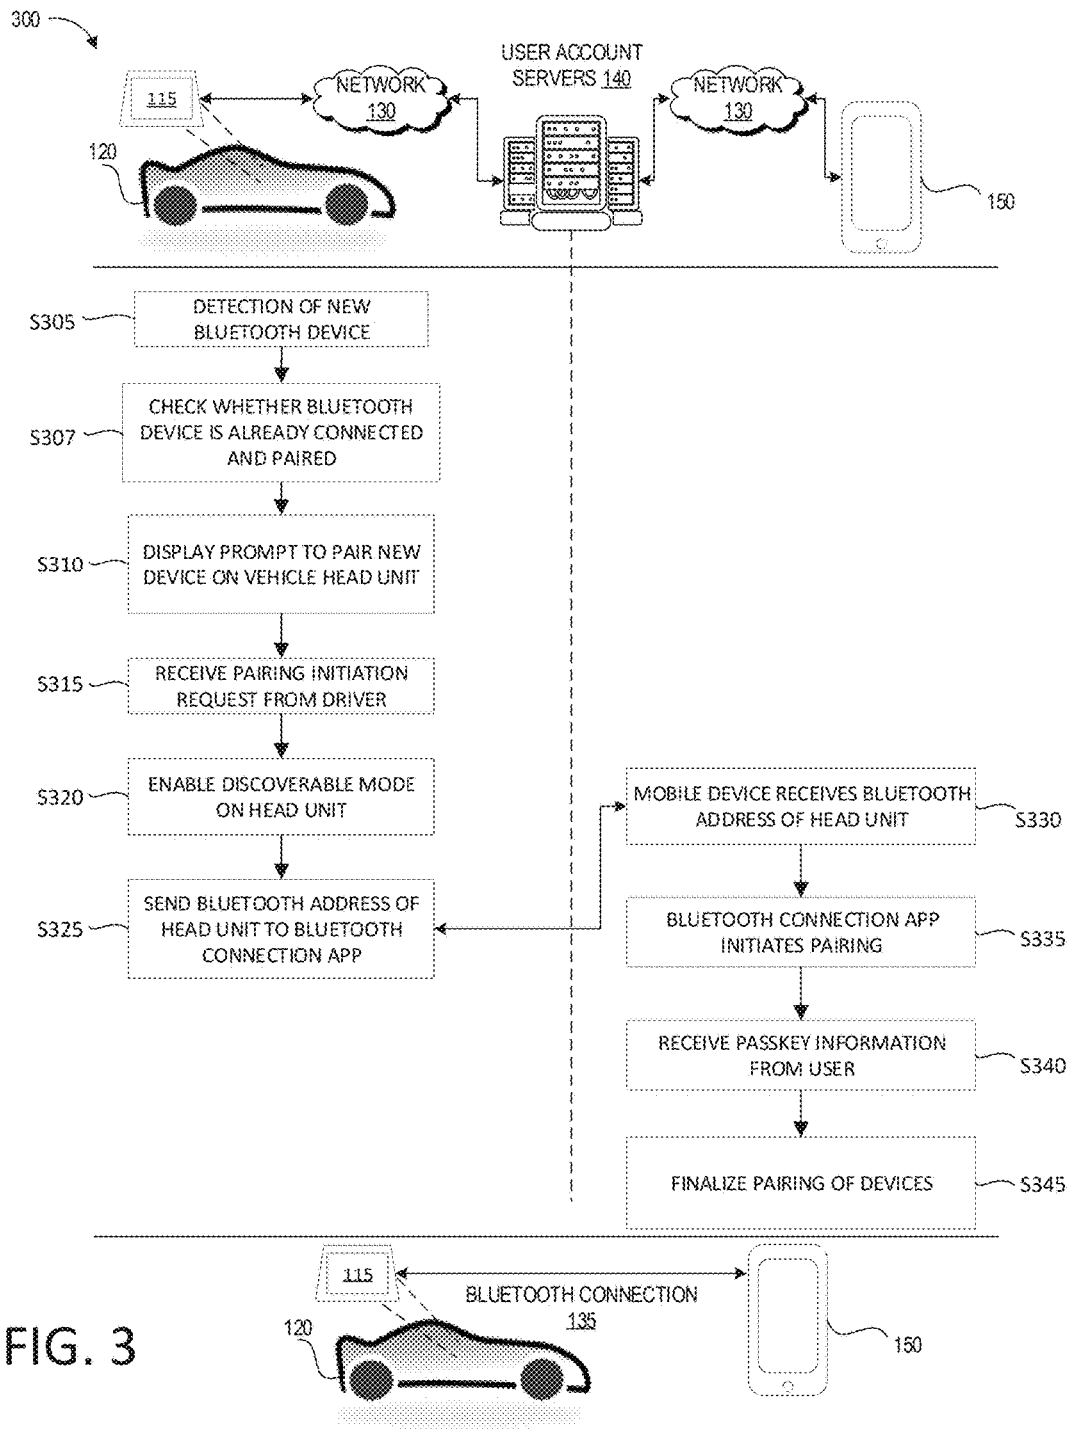 300
USER ACCOUNT
SERVERS 140
115
NETWORK
130
NETWORK
130
120
150
S305
DETECTION OF NEW
BLUETOOTH DEVICE
S307
CHECK WHETHER BLUETOOTH
DEVICE IS ALREADY CONNECTED
AND PAIRED
S310
DISPLAY PROMPT TO PAIR NEW
DEVICE ON VEHICLE HEAD UNIT
S315
RECEIVE PAIRING INITIATION
REQUEST FROM DRIVER
S320
ENABLE DISCOVERABLE MODE
ON HEAD UNIT
S325
SEND BLUETOOTH ADDRESS OF
HEAD UNIT TO BLUETOOTH
CONNECTION APP
MOBILE DEVICE RECEIVES BLUETOOTH
ADDRESS OF HEAD UNIT
S330
BLUETOOTH CONNECTION APP
INITIATES PAIRING
S335
RECEIVE PASSKEY INFORMATION
FROM USER
S340
FINALIZE PAIRING OF DEVICES
S345
115
BLUETOOTH CONNECTION
135
120
150
FIG. 3